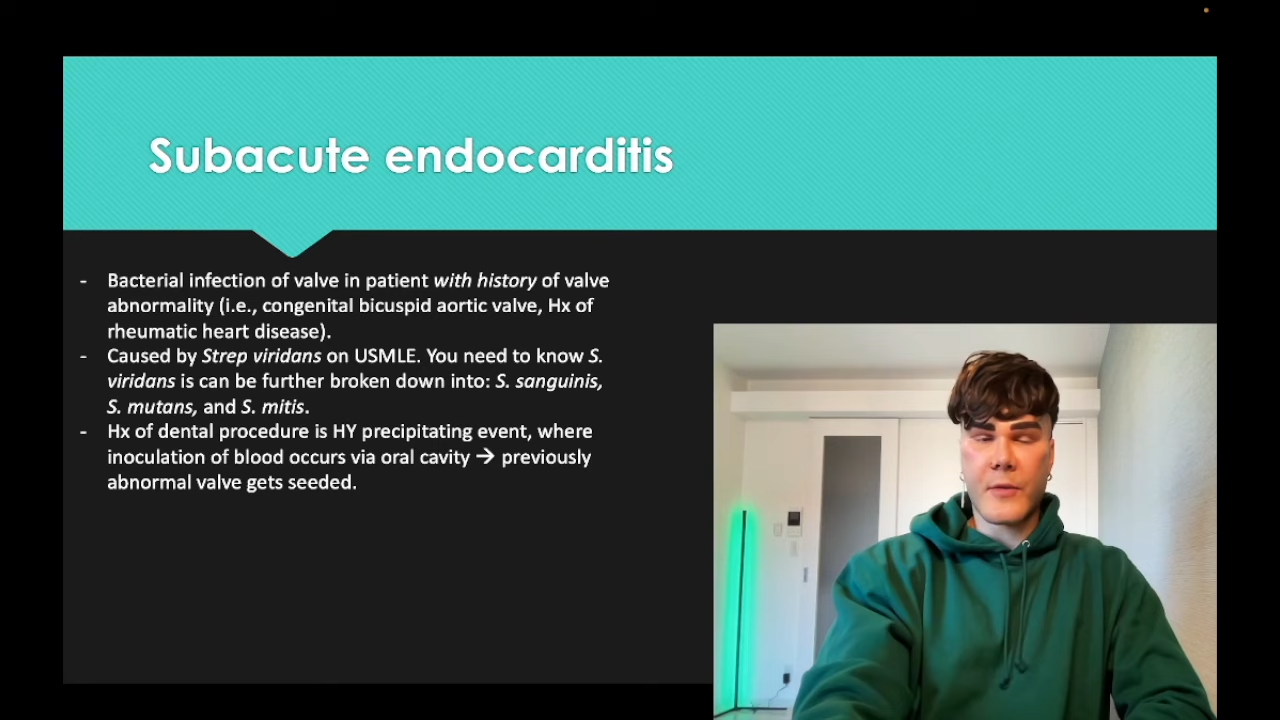 Subacute endocarditis
- Bacterial infection of valve in patient with history of valve
abnormality (i.e., congenital bicuspid aortic valve, Hx of
rheumatic heart disease).
- Caused by Strep viridans on USMLE. You need to know S.
viridans is can be further broken down into: S. sanguinis,
S. mutans, and S. mitis.
- Hx of dental procedure is HY precipitating event, where
inoculation of blood occurs via oral cavity → previously
abnormal valve gets seeded.